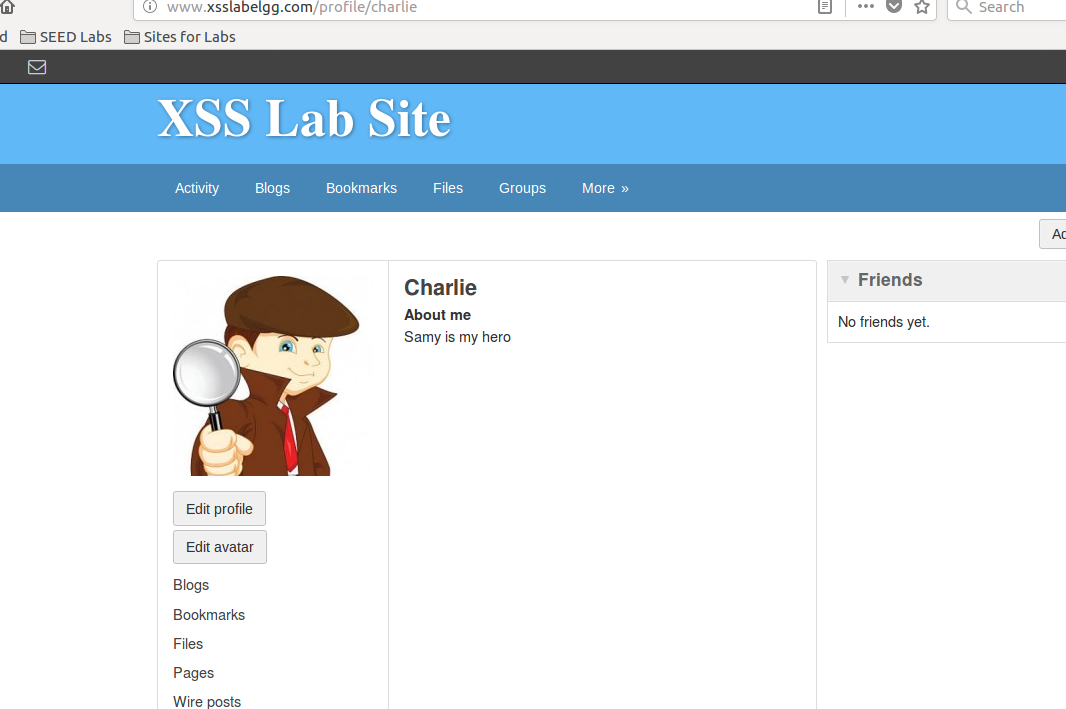 www.xsslabelgg.com/profile/charlie
Search
d SEED Labs Sites for Labs
XSS Lab Site
Activity Blogs Bookmarks Files Groups More »
Charlie
About me
Samy is my hero
Friends
No friends yet.
Edit profile
Edit avatar
Blogs
Bookmarks
Files
Pages
Wire posts